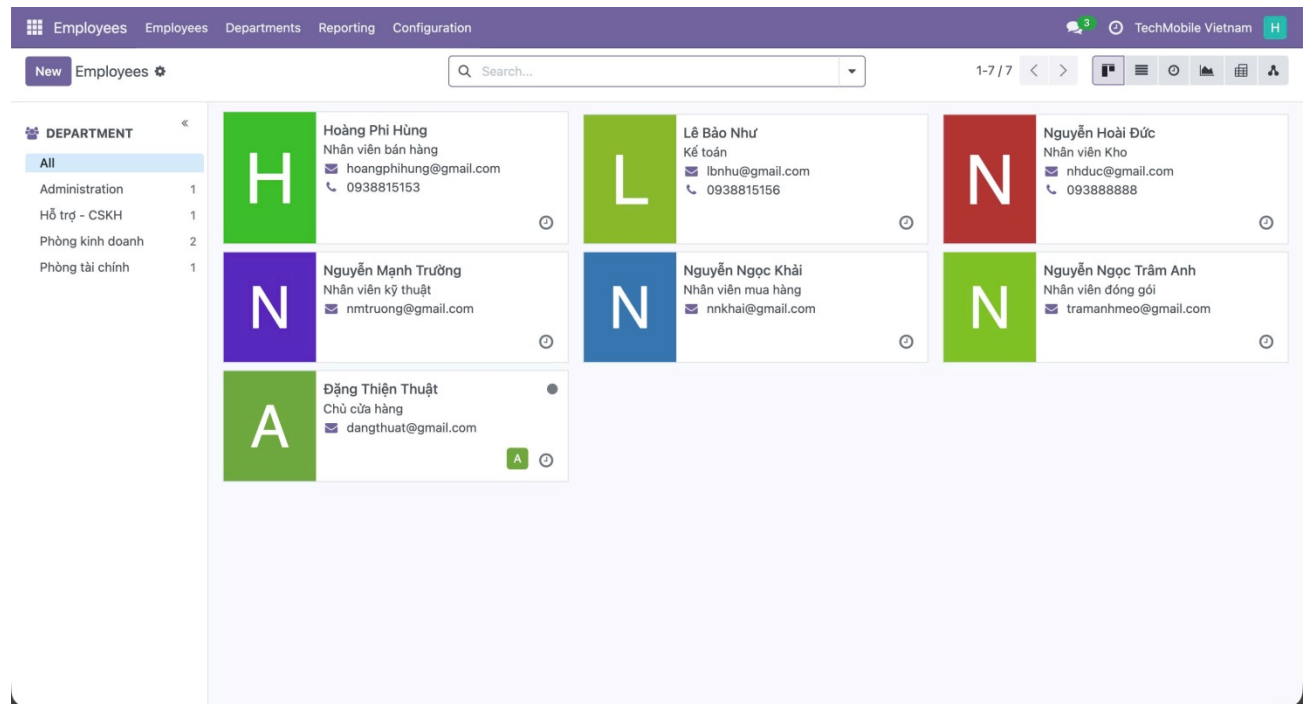 Employees Employees Departments Reporting Configuration 3 TechMobile Vietnam H
New Employees Search... 1-7 / 7
DEPARTMENT
All
Administration 1
Hỗ trợ - CSKH 1
Phòng kinh doanh 2
Phòng tài chính 1
H
Hoàng Phi Hùng
Nhân viên bán hàng
hoangphihung@gmail.com
0938815153
L
Lê Bảo Như
Kế toán
lbnhu@gmail.com
0938815156
N
Nguyễn Hoài Đức
Nhân viên Kho
nhduc@gmail.com
093888888
N
Nguyễn Mạnh Trường
Nhân viên kỹ thuật
nmtruong@gmail.com
N
Nguyễn Ngọc Khải
Nhân viên mua hàng
nnkhai@gmail.com
N
Nguyễn Ngọc Trâm Anh
Nhân viên đóng gói
tramanhmeo@gmail.com
A
Đặng Thiện Thuật
Chủ cửa hàng
dangthuat@gmail.com
A